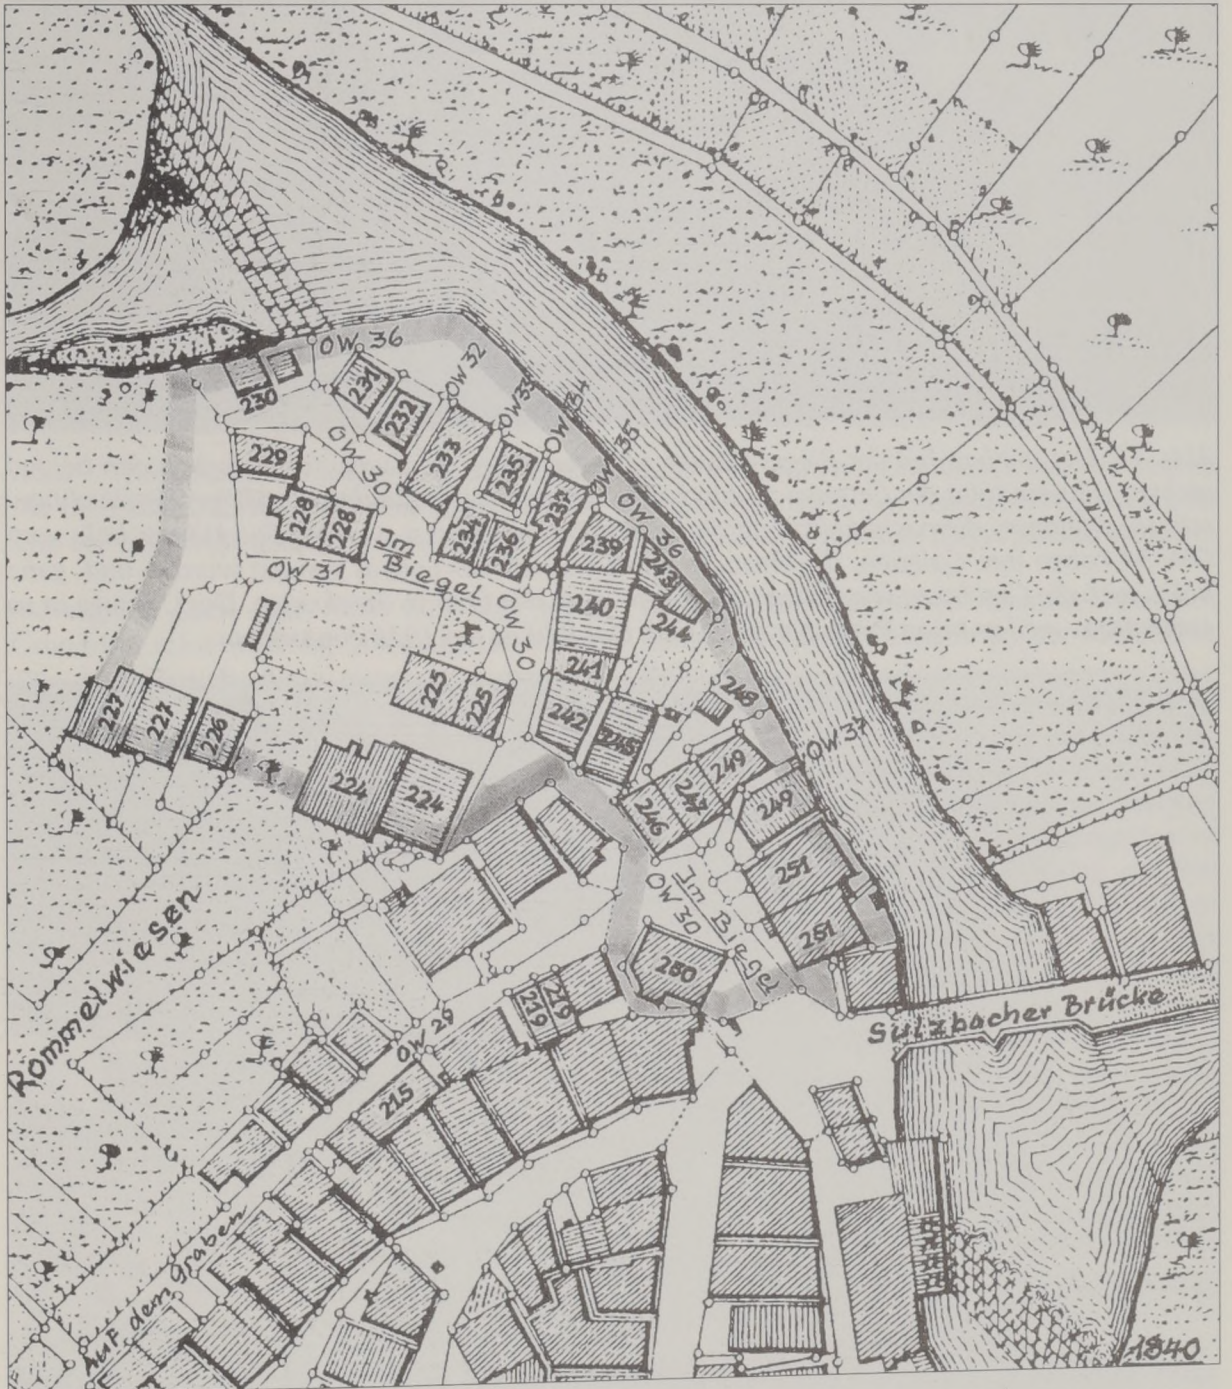 OW 36
231
OW 32
230
232
OW 33
OW 34
OW 30
233
OW 35
229
235
228
228
237
OW 36
234
236
239
Im
Biegel
OW 31
243
240
OW 30
244
241
225
225
227
227
226
242
245
248
OW 37
224
224
249
247
246
249
251
Im Biegel
OW 30
251
250
Rommelwiesen
219
219
Sulzbacher Brücke
OW 29
215
Auf dem Graben
1840